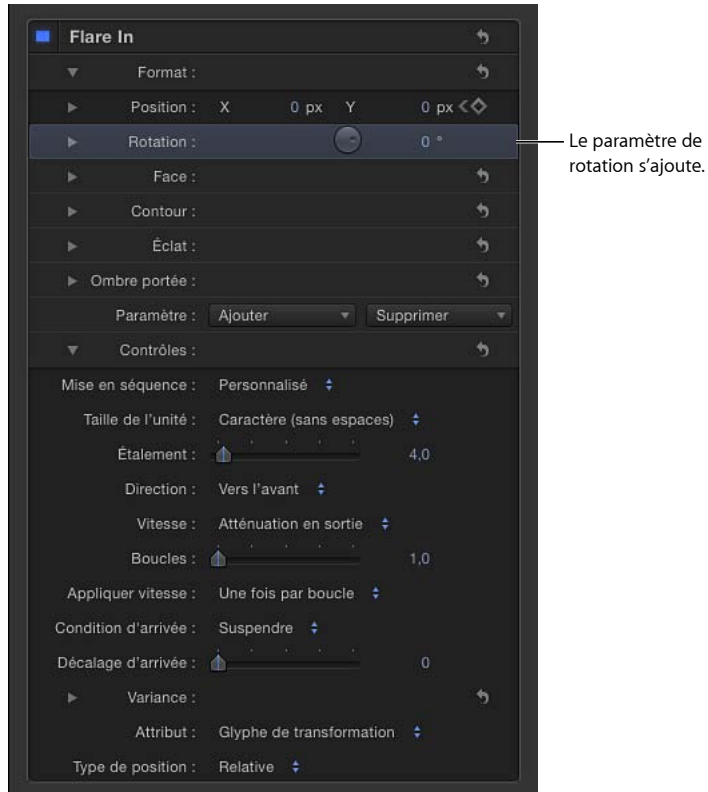 Flare In
Format :
Position : X 0 px Y 0 px
Rotation : 0 °
Le paramètre de
rotation s’ajoute.
Face :
Contour :
Éclat :
Ombre portée :
Paramètre : Ajouter Supprimer
Contrôles :
Mise en séquence : Personnalisé
Taille de l’unité : Caractère (sans espaces)
Étalement : 4,0
Direction : Vers l’avant
Vitesse : Atténuation en sortie
Boucles : 1,0
Appliquer vitesse : Une fois par boucle
Condition d'arrivée : Suspendre
Décalage d’arrivée : 0
Variance :
Attribut : Glyphe de transformation
Type de position : Relative